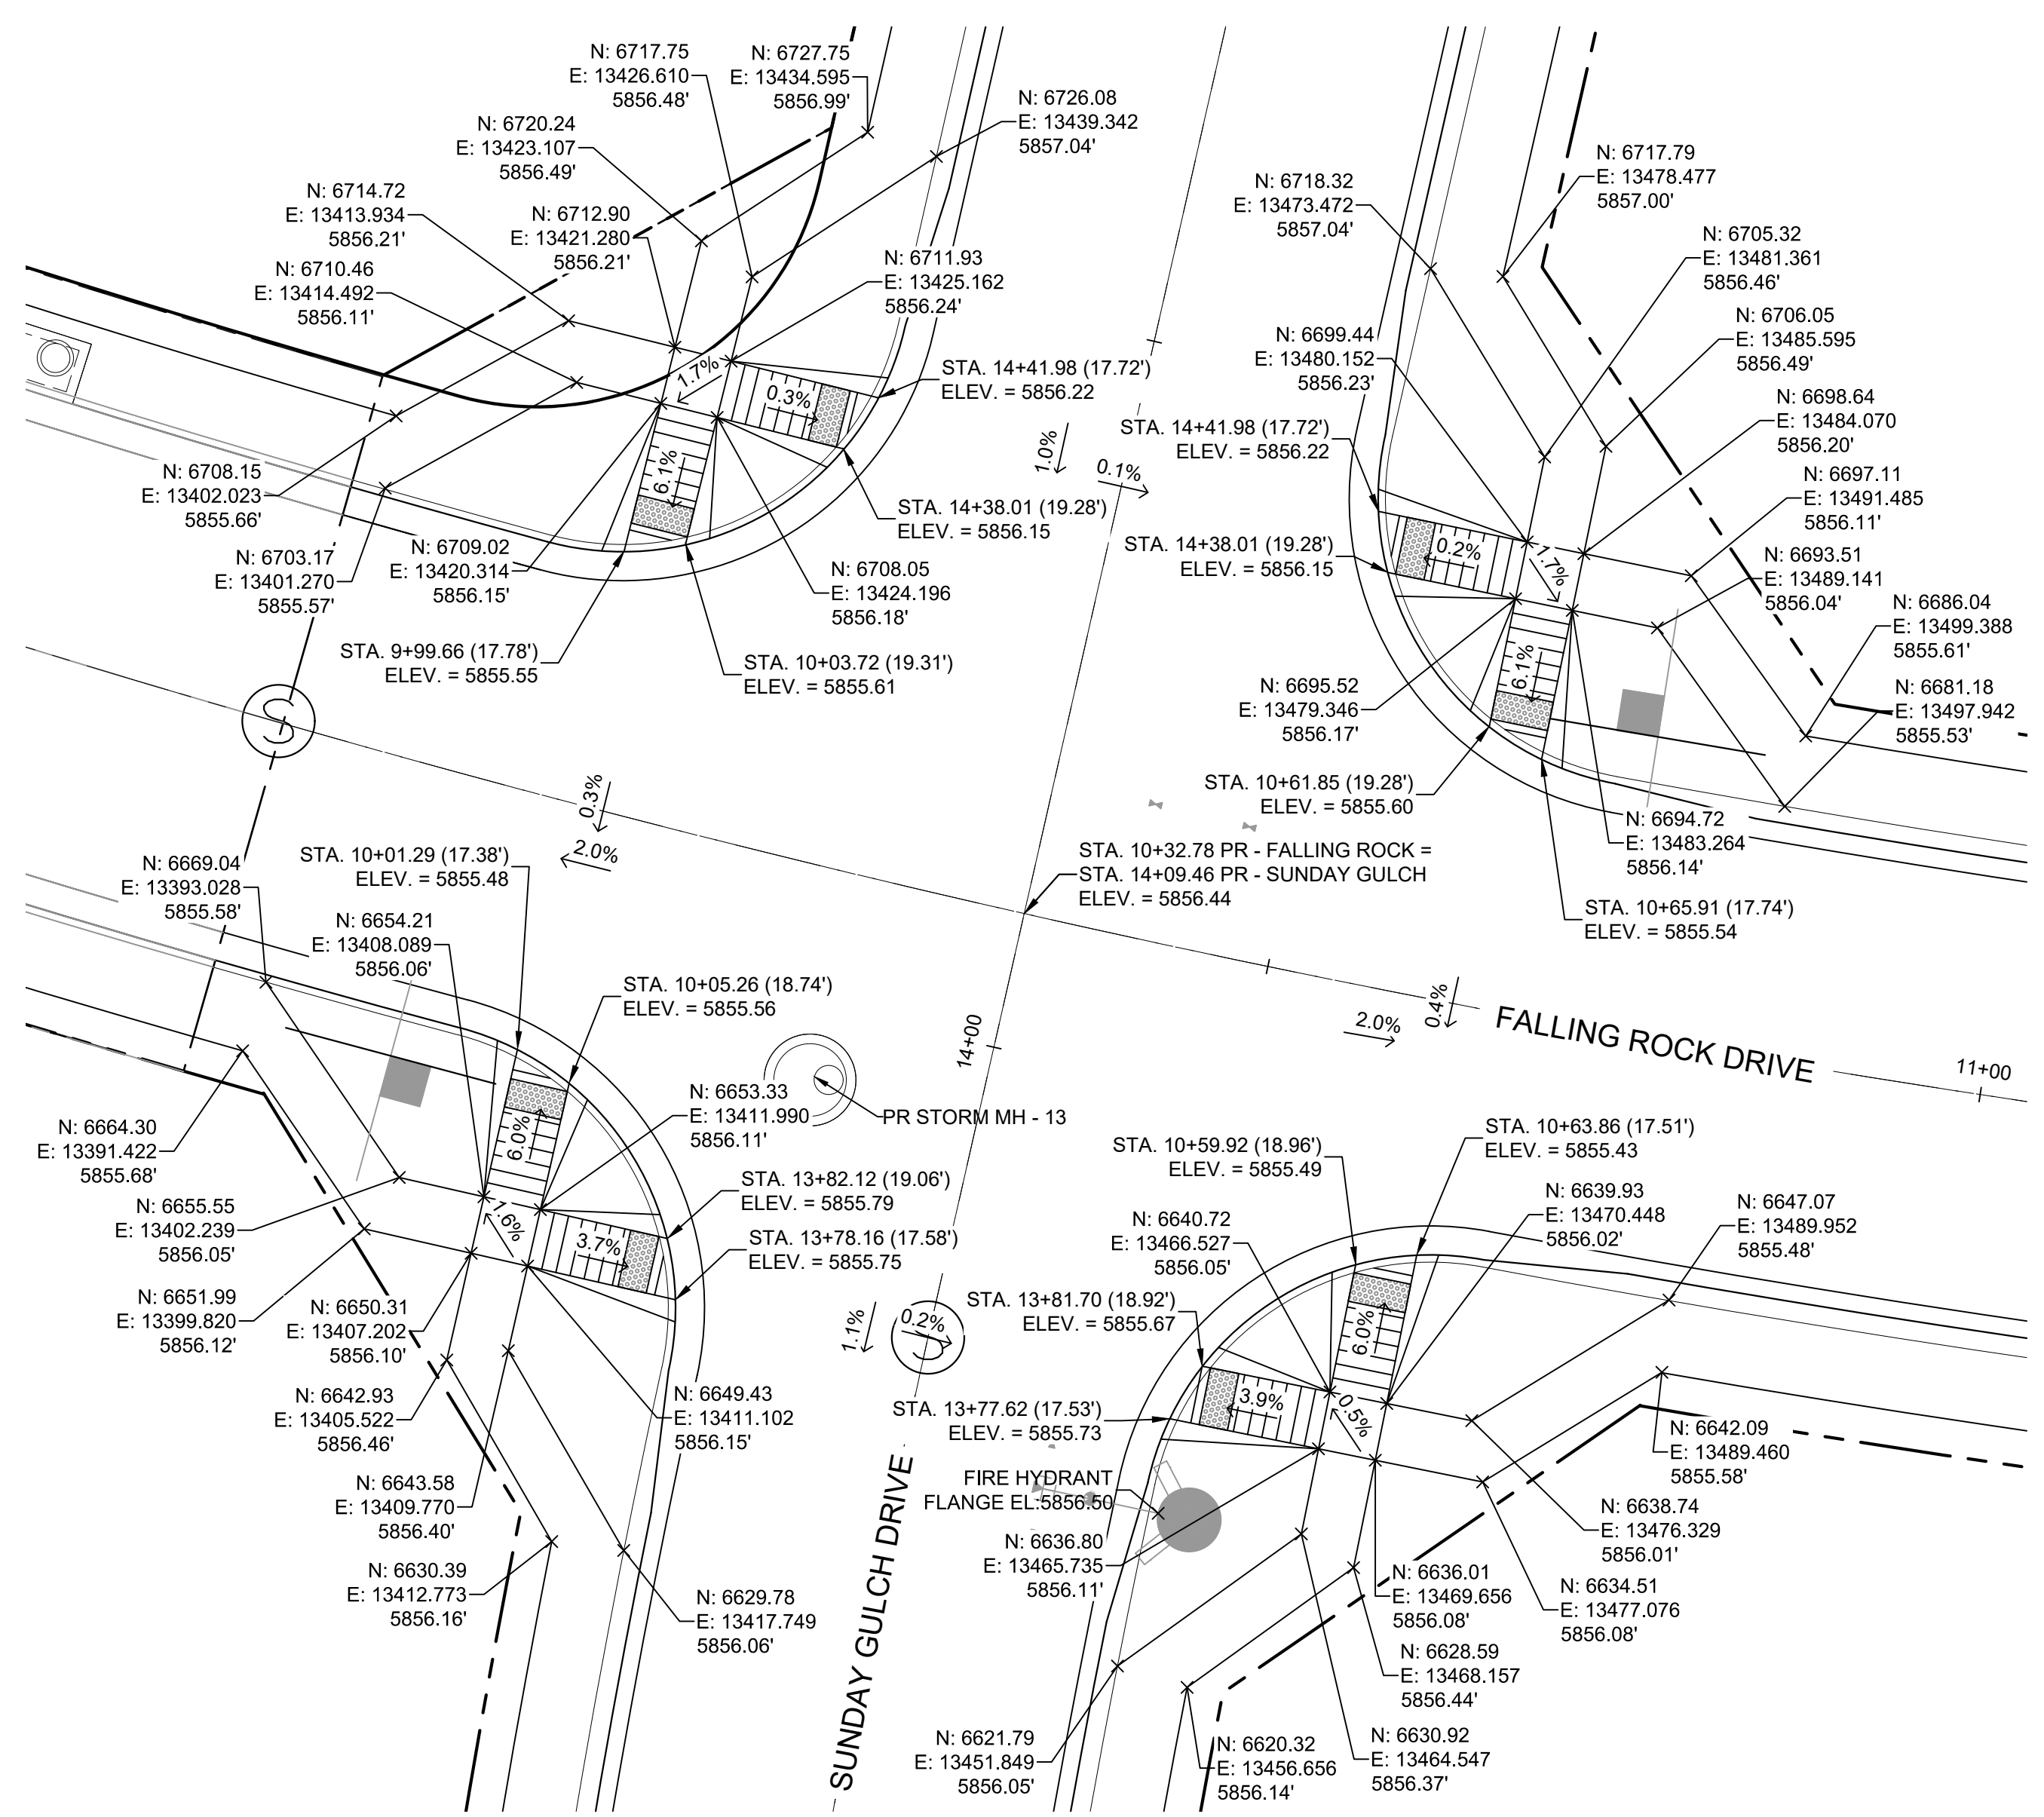 N: 6717.75
E: 13426.610
5856.48'
N: 6727.75
E: 13434.595
5856.99'
N: 6726.08
E: 13439.342
5857.04'
N: 6720.24
E: 13423.107
5856.49'
N: 6714.72
E: 13413.934
5856.21'
N: 6712.90
E: 13421.280
5856.21'
N: 6710.46
E: 13414.492
5856.11'
N: 6711.93
E: 13425.162
5856.24'
1.7%
0.3%
6.1%
STA. 14+41.98 (17.72')
ELEV. = 5856.22
STA. 14+38.01 (19.28')
ELEV. = 5856.15
N: 6708.15
E: 13402.023
5855.66'
N: 6703.17
E: 13401.270
5855.57'
N: 6709.02
E: 13420.314
5856.15'
N: 6708.05
E: 13424.196
5856.18'
STA. 9+99.66 (17.78')
ELEV. = 5855.55
STA. 10+03.72 (19.31')
ELEV. = 5855.61
1.0%
0.1%
N: 6717.79
E: 13478.477
5857.00'
N: 6718.32
E: 13473.472
5857.04'
N: 6705.32
E: 13481.361
5856.46'
N: 6706.05
E: 13485.595
5856.49'
N: 6699.44
E: 13480.152
5856.23'
N: 6698.64
E: 13484.070
5856.20'
STA. 14+41.98 (17.72')
ELEV. = 5856.22
N: 6697.11
E: 13491.485
5856.11'
STA. 14+38.01 (19.28')
ELEV. = 5856.15
0.2%
1.7%
6.1%
N: 6693.51
E: 13489.141
5856.04'
N: 6686.04
E: 13499.388
5855.61'
N: 6681.18
E: 13497.942
5855.53'
N: 6695.52
E: 13479.346
5856.17'
STA. 10+61.85 (19.28')
ELEV. = 5855.60
N: 6694.72
E: 13483.264
5856.14'
STA. 10+65.91 (17.74')
ELEV. = 5855.54
S
0.3%
2.0%
STA. 10+32.78 PR - FALLING ROCK =
STA. 14+09.46 PR - SUNDAY GULCH
ELEV. = 5856.44
2.0%
0.4%
FALLING ROCK DRIVE
11+00
14+00
N: 6669.04
E: 13393.028
5855.58'
STA. 10+01.29 (17.38')
ELEV. = 5855.48
N: 6654.21
E: 13408.089
5856.06'
STA. 10+05.26 (18.74')
ELEV. = 5855.56
N: 6653.33
E: 13411.990
5856.11'
PR STORM MH - 13
N: 6664.30
E: 13391.422
5855.68'
6.0%
1.6%
3.7%
STA. 13+82.12 (19.06')
ELEV. = 5855.79
STA. 13+78.16 (17.58')
ELEV. = 5855.75
N: 6655.55
E: 13402.239
5856.05'
N: 6651.99
E: 13399.820
5856.12'
N: 6650.31
E: 13407.202
5856.10'
N: 6642.93
E: 13405.522
5856.46'
N: 6649.43
E: 13411.102
5856.15'
N: 6643.58
E: 13409.770
5856.40'
N: 6630.39
E: 13412.773
5856.16'
N: 6629.78
E: 13417.749
5856.06'
1.1%
0.2%
SUNDAY GULCH DRIVE
STA. 10+59.92 (18.96')
ELEV. = 5855.49
STA. 10+63.86 (17.51')
ELEV. = 5855.43
N: 6640.72
E: 13466.527
5856.05'
N: 6639.93
E: 13470.448
5856.02'
N: 6647.07
E: 13489.952
5855.48'
STA. 13+81.70 (18.92')
ELEV. = 5855.67
6.0%
3.9%
0.5%
STA. 13+77.62 (17.53')
ELEV. = 5855.73
FIRE HYDRANT
FLANGE EL:5856.50
N: 6642.09
E: 13489.460
5855.58'
N: 6638.74
E: 13476.329
5856.01'
N: 6636.80
E: 13465.735
5856.11'
N: 6636.01
E: 13469.656
5856.08'
N: 6634.51
E: 13477.076
5856.08'
N: 6628.59
E: 13468.157
5856.44'
N: 6621.79
E: 13451.849
5856.05'
N: 6620.32
E: 13456.656
5856.14'
N: 6630.92
E: 13464.547
5856.37'